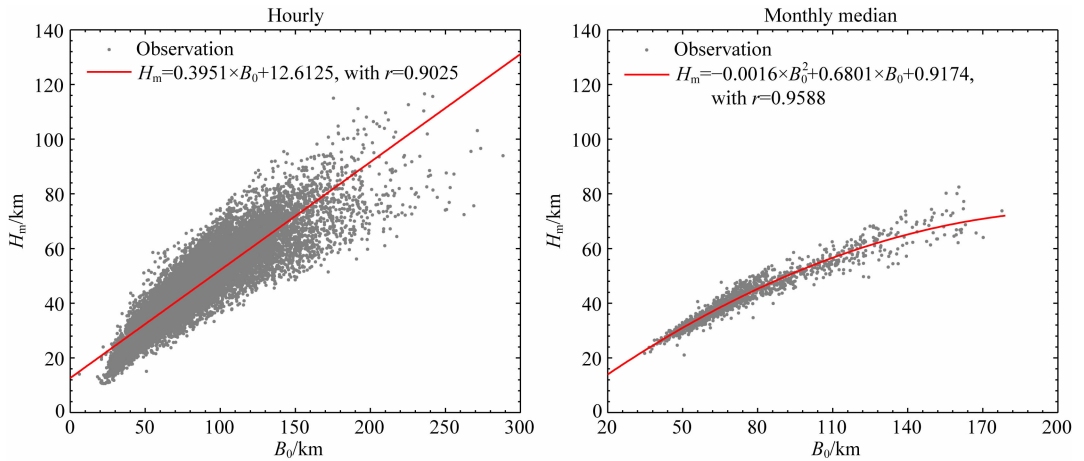 Hourly
140
120
100
80
60
40
20
0
Hm/km
Observation
Hm=0.3951×B0+12.6125, with r=0.9025
0 50 100 150 200 250 300
B0/km
Monthly median
140
120
100
80
60
40
20
0
Hm/km
Observation
Hm=−0.0016×B0²+0.6801×B0+0.9174,
with r=0.9588
20 50 80 110 140 170 200
B0/km